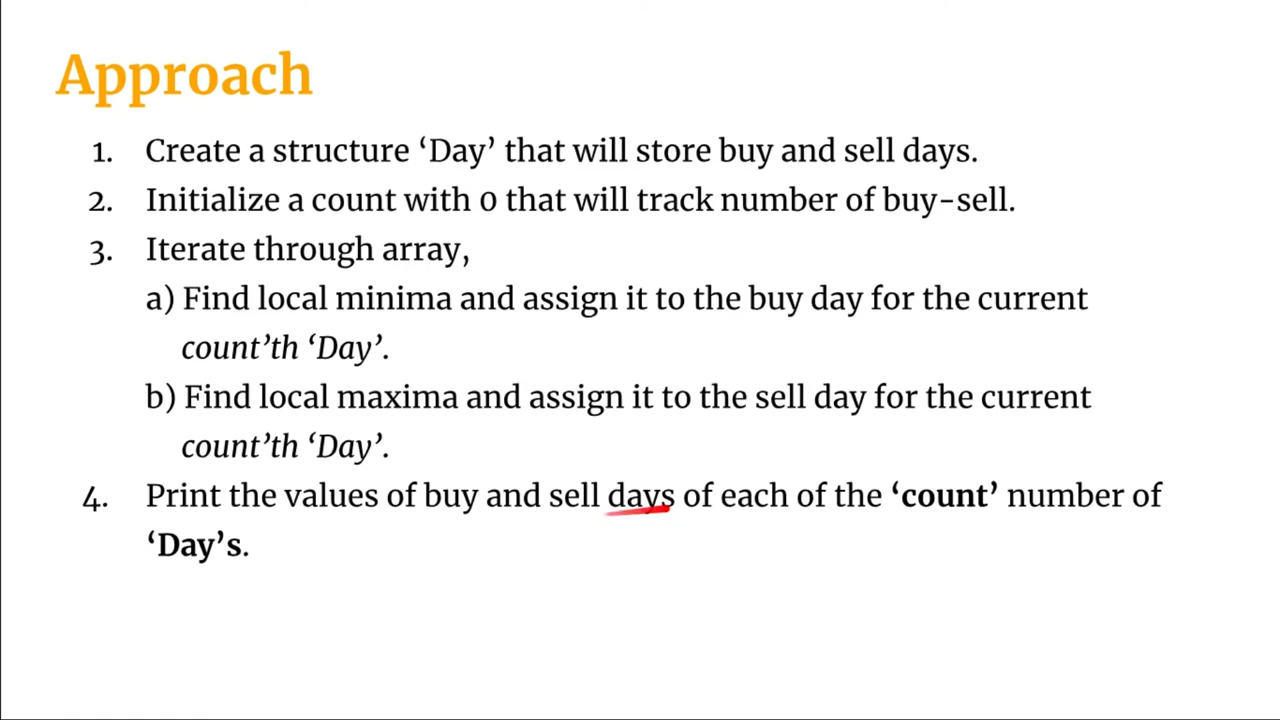 Approach
1. Create a structure ‘Day’ that will store buy and sell days.
2. Initialize a count with 0 that will track number of buy-sell.
3. Iterate through array,
a) Find local minima and assign it to the buy day for the current
count’th ‘Day’.
b) Find local maxima and assign it to the sell day for the current
count’th ‘Day’.
4. Print the values of buy and sell days of each of the ‘count’ number of
‘Day’s.